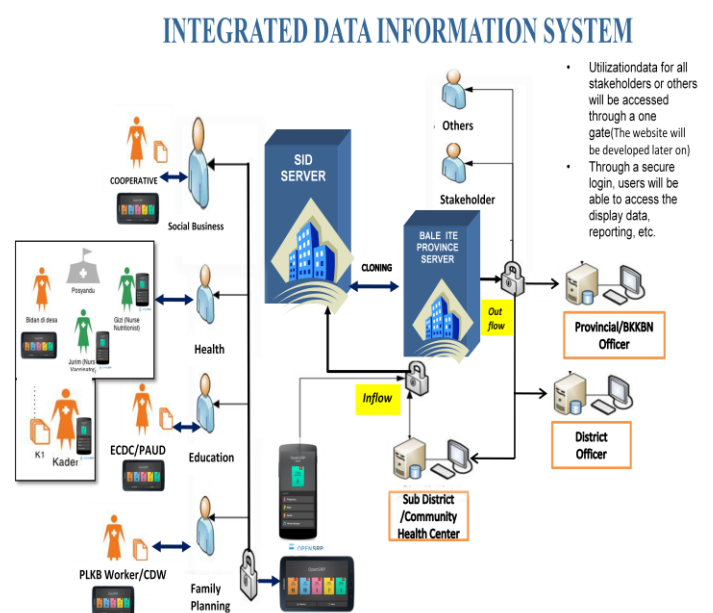 INTEGRATED DATA INFORMATION SYSTEM
• Utilizationdata for all
stakeholders or others
will be accessed
through a one
gate(The website will
be developed later on)
• Through a secure
login, users will be
able to access the
display data,
reporting, etc.
Others
Stakeholder
SID
SERVER
CLONING
BALE ITE
PROVINCE
SERVER
Out
flow
Inflow
Provincial/BKKBN
Officer
District
Officer
Sub District
/Community
Health Center
COOPERATIVE
Social Business
Posyandu
Bidan di desa
Gizi (Nurse
Nutritionist)
Jurim (Nurs
Vaccinator)
Health
K1
Kader
ECDC/PAUD
Education
PLKB Worker/CDW
Family
Planning
OPENSRP
OpenSRP